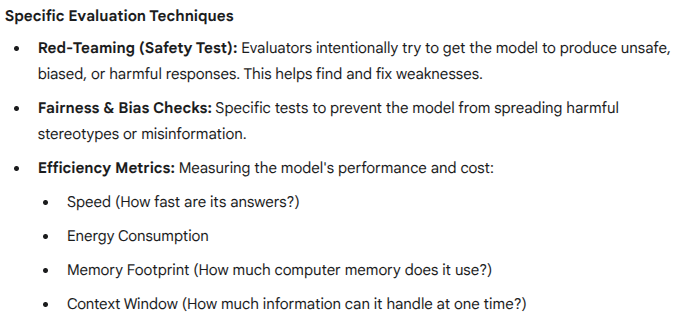 Specific Evaluation Techniques
• Red-Teaming (Safety Test): Evaluators intentionally try to get the model to produce unsafe,
biased, or harmful responses. This helps find and fix weaknesses.
• Fairness & Bias Checks: Specific tests to prevent the model from spreading harmful
stereotypes or misinformation.
• Efficiency Metrics: Measuring the model's performance and cost:
• Speed (How fast are its answers?)
• Energy Consumption
• Memory Footprint (How much computer memory does it use?)
• Context Window (How much information can it handle at one time?)